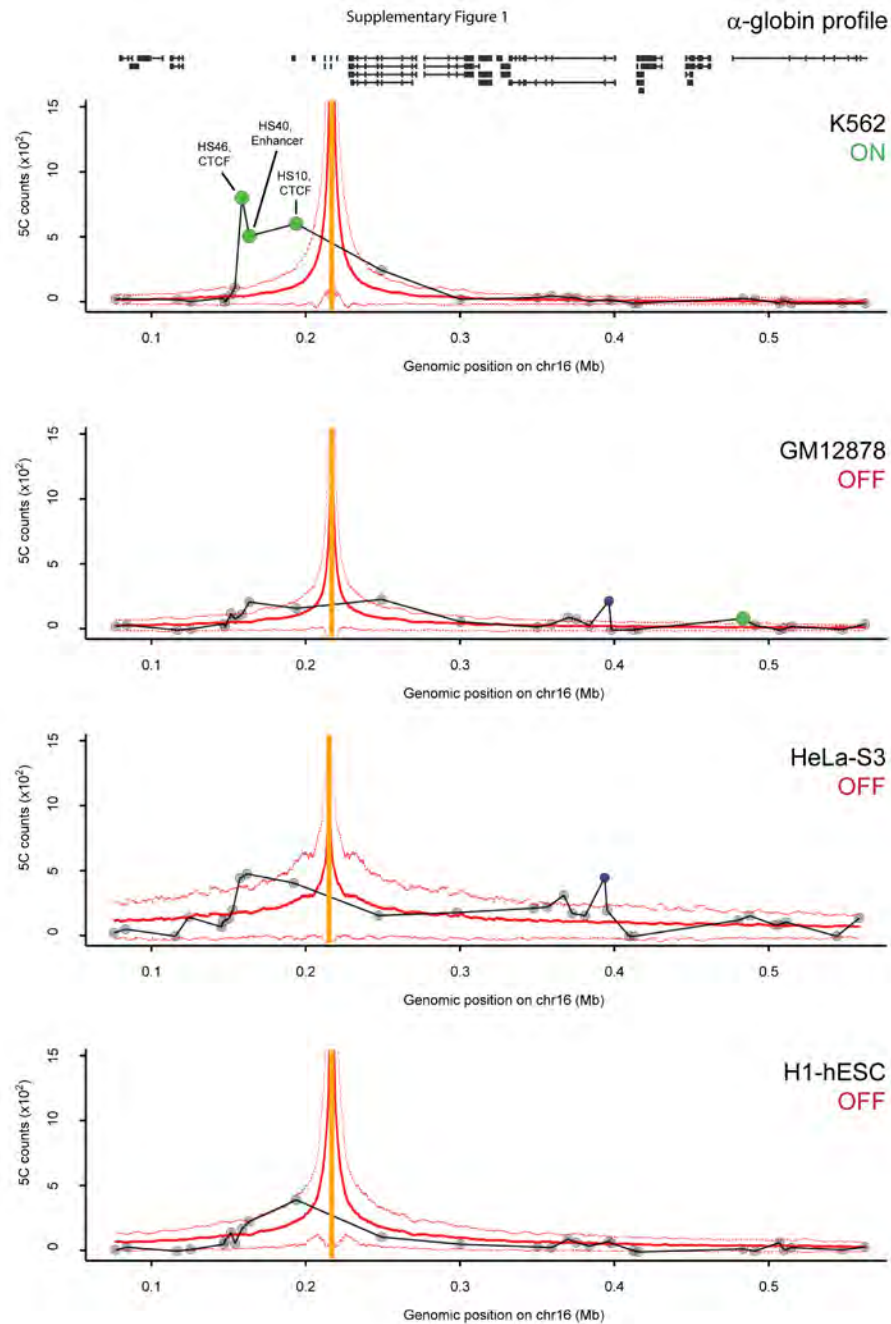 Supplementary Figure 1
α-globin profile
K562
ON
HS46,
CTCF
HS40,
Enhancer
HS10,
CTCF
5C counts (x10²)
15
10
5
0
0.1 0.2 0.3 0.4 0.5
Genomic position on chr16 (Mb)
GM12878
OFF
5C counts (x10²)
15
10
5
0
0.1 0.2 0.3 0.4 0.5
Genomic position on chr16 (Mb)
HeLa-S3
OFF
5C counts (x10²)
15
10
5
0
0.1 0.2 0.3 0.4 0.5
Genomic position on chr16 (Mb)
H1-hESC
OFF
5C counts (x10²)
15
10
5
0
0.1 0.2 0.3 0.4 0.5
Genomic position on chr16 (Mb)